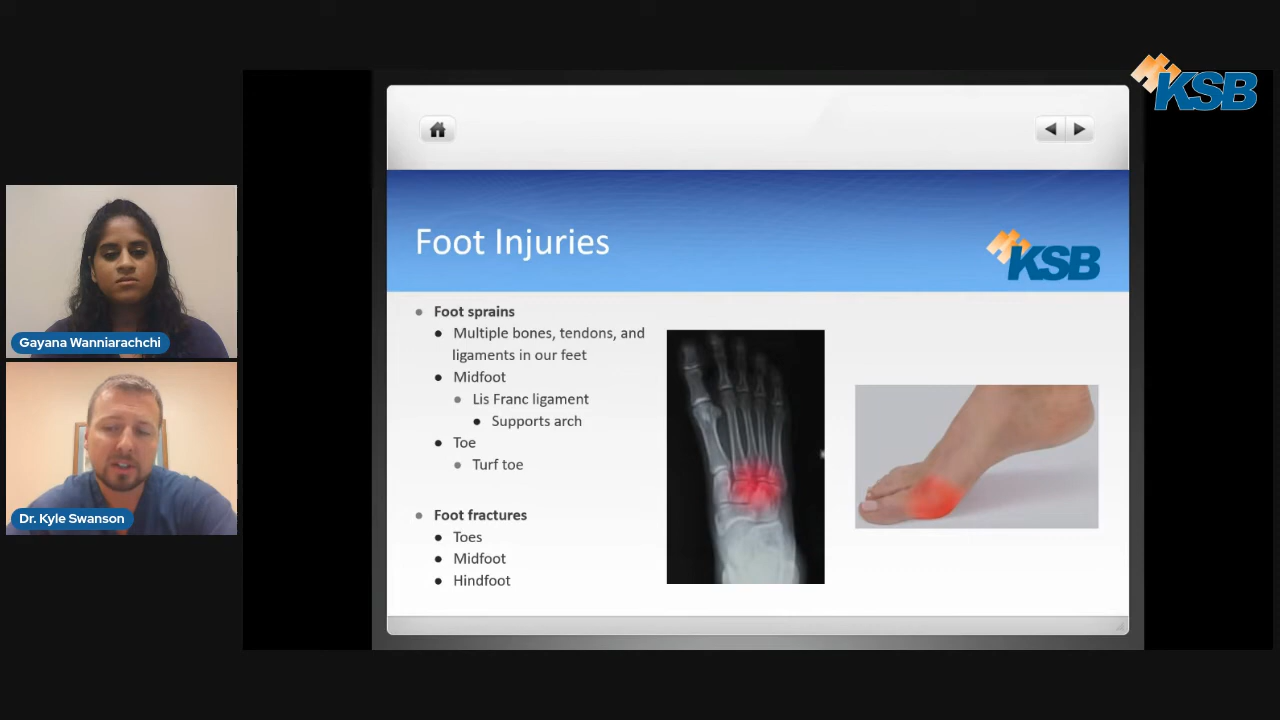 KSB
Foot Injuries
KSB
Foot sprains
Multiple bones, tendons, and
ligaments in our feet
Midfoot
Lis Franc ligament
Supports arch
Toe
Turf toe
Foot fractures
Toes
Midfoot
Hindfoot
Gayana Wanniarachchi
Dr. Kyle Swanson